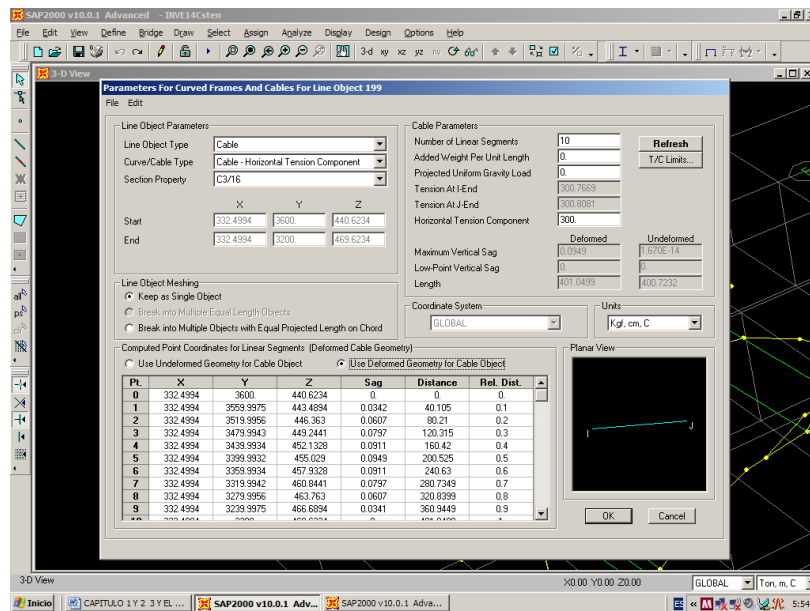 SAP2000 v10.0.1 Advanced - INVE14Csten
File Edit View Define Bridge Draw Select Assign Analyze Display Design Options Help
3-d xy xz yz nv
3-D View
Parameters For Curved Frames And Cables For Line Object 199
File Edit
Line Object Parameters
Line Object Type Cable
Curve/Cable Type Cable - Horizontal Tension Component
Section Property C3/16
X Y Z
Start 332.4994 3600. 440.6234
End 332.4994 3200. 469.6234
Cable Parameters
Number of Linear Segments 10 Refresh
Added Weight Per Unit Length 0. T/C Limits...
Projected Uniform Gravity Load 0.
Tension At I-End 300.7669
Tension At J-End 300.8081
Horizontal Tension Component 300.
Deformed Undeformed
Maximum Vertical Sag 0.0949 1.670E-14
Low-Point Vertical Sag 0. 0.
Length 401.0499 400.7232
Line Object Meshing
Keep as Single Object
Break into Multiple Equal Length Objects
Break into Multiple Objects with Equal Projected Length on Chord
Coordinate System
GLOBAL
Units
Kgf, cm, C
Computed Point Coordinates for Linear Segments (Deformed Cable Geometry)
Use Undeformed Geometry for Cable Object Use Deformed Geometry for Cable Object
Pt. X Y Z Sag Distance Rel. Dist.
0 332.4994 3600. 440.6234 0. 0. 0.
1 332.4994 3559.9975 443.4894 0.0342 40.105 0.1
2 332.4994 3519.9956 446.363 0.0607 80.21 0.2
3 332.4994 3479.9943 449.2441 0.0797 120.315 0.3
4 332.4994 3439.9934 452.1328 0.0911 160.42 0.4
5 332.4994 3399.9932 455.029 0.0949 200.525 0.5
6 332.4994 3359.9934 457.9328 0.0911 240.63 0.6
7 332.4994 3319.9942 460.8441 0.0797 280.7349 0.7
8 332.4994 3279.9956 463.763 0.0607 320.8399 0.8
9 332.4994 3239.9975 466.6894 0.0341 360.9449 0.9
Planar View
I J
OK Cancel
3-D View X0.00 Y0.00 Z0.00 GLOBAL Ton, m, C
Inicio CAPITULO 1 Y 2 3 Y EL ... SAP2000 v10.0.1 Adv... SAP2000 v10.0.1 Adva... ES « 5:54